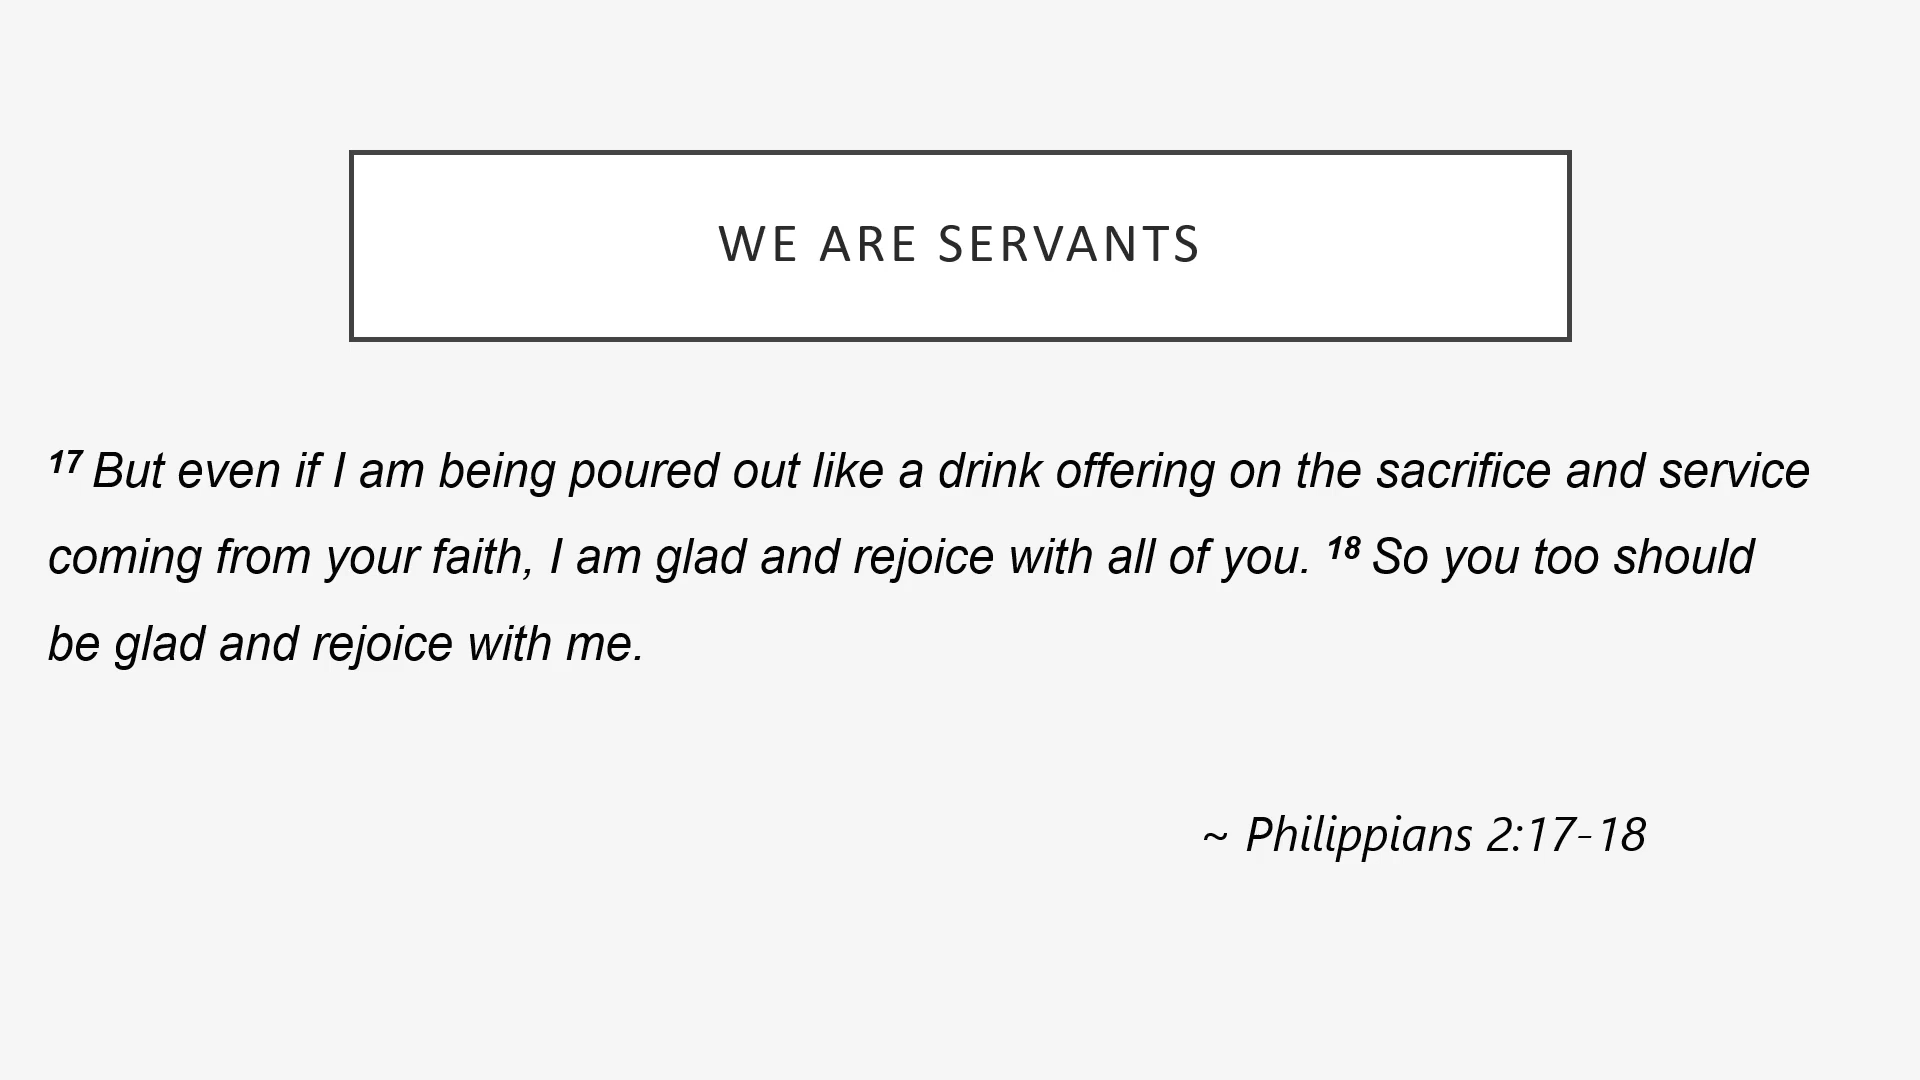 WE ARE SERVANTS
17 But even if I am being poured out like a drink offering on the sacrifice and service
coming from your faith, I am glad and rejoice with all of you. 18 So you too should
be glad and rejoice with me.
~ Philippians 2:17-18